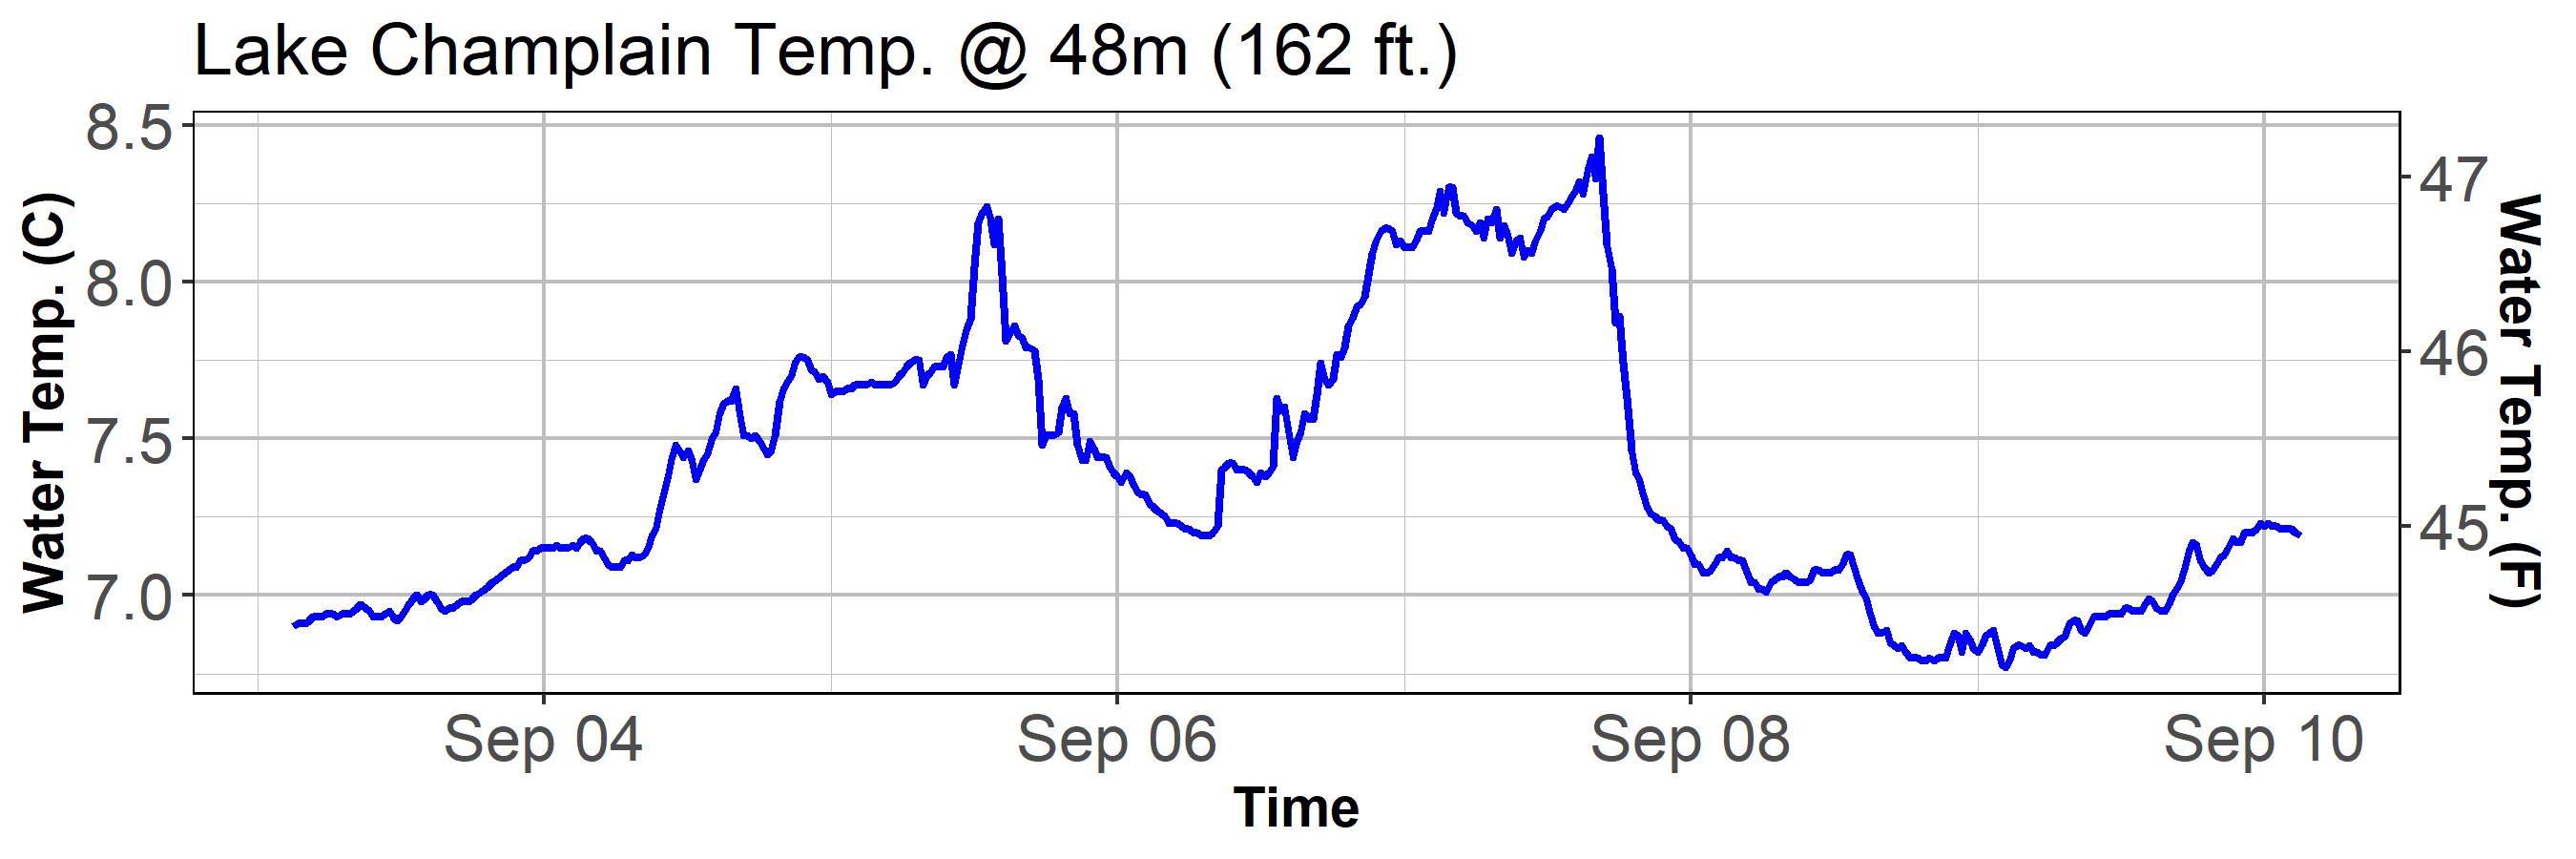 Lake Champlain Temp. @ 48m (162 ft.)
Water Temp. (C)
8.5
8.0
7.5
7.0
47
46
45
Water Temp. (F)
Sep 04 Sep 06 Sep 08 Sep 10
Time